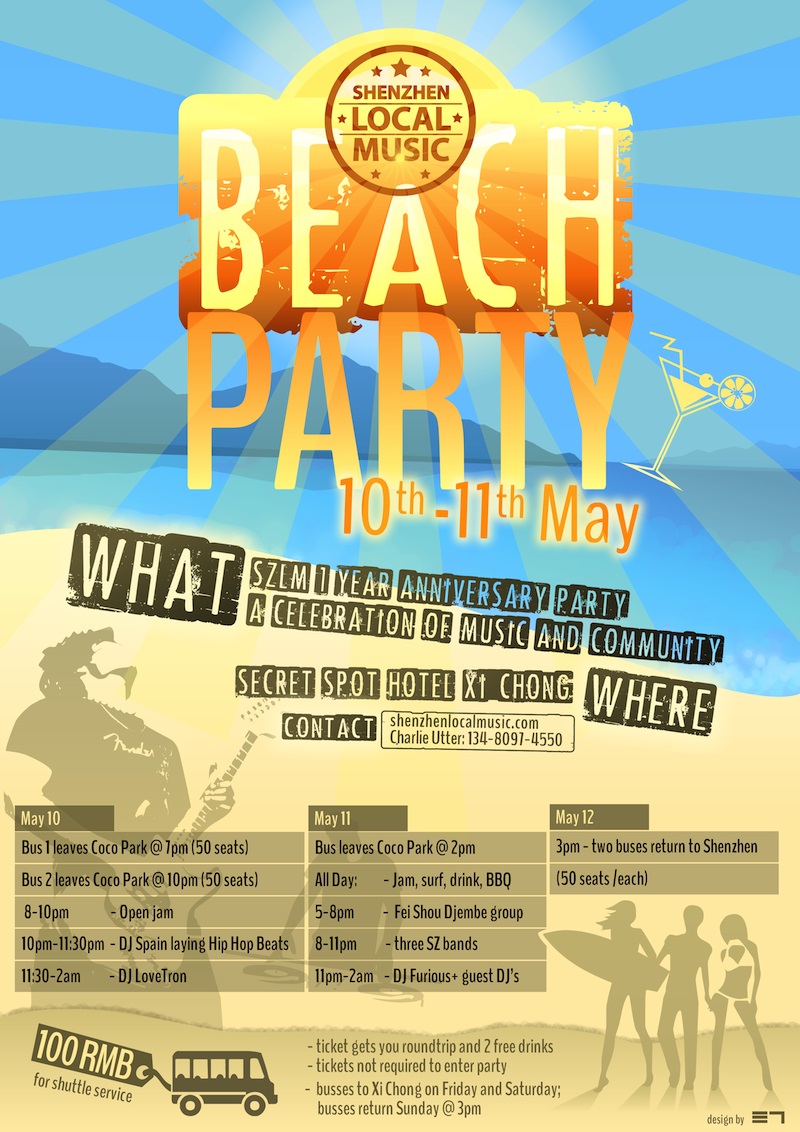 SHENZHEN
LOCAL
MUSIC
BEACH
PARTY
10th -11th May
WHAT
SZLM 1 YEAR ANNIVERSARY PARTY
A CELEBRATION OF MUSIC AND COMMUNITY
SECRET SPOT HOTEL XI CHONG
WHERE
CONTACT
shenzhenlocalmusic.com
Charlie Utter: 134-8097-4550
Fender
May 10
Bus 1 leaves Coco Park @ 7pm (50 seats)
Bus 2 leaves Coco Park @ 10pm (50 seats)
8-10pm - Open jam
10pm-11:30pm - DJ Spain laying Hip Hop Beats
11:30-2am - DJ LoveTron
May 11
Bus leaves Coco Park @ 2pm
All Day: - Jam, surf, drink, BBQ
5-8pm - Fei Shou Djembe group
8-11pm - three SZ bands
11pm-2am - DJ Furious+ guest DJ's
May 12
3pm - two buses return to Shenzhen
(50 seats /each)
100 RMB
for shuttle service
- ticket gets you roundtrip and 2 free drinks
- tickets not required to enter party
- busses to Xi Chong on Friday and Saturday;
busses return Sunday @ 3pm
design by